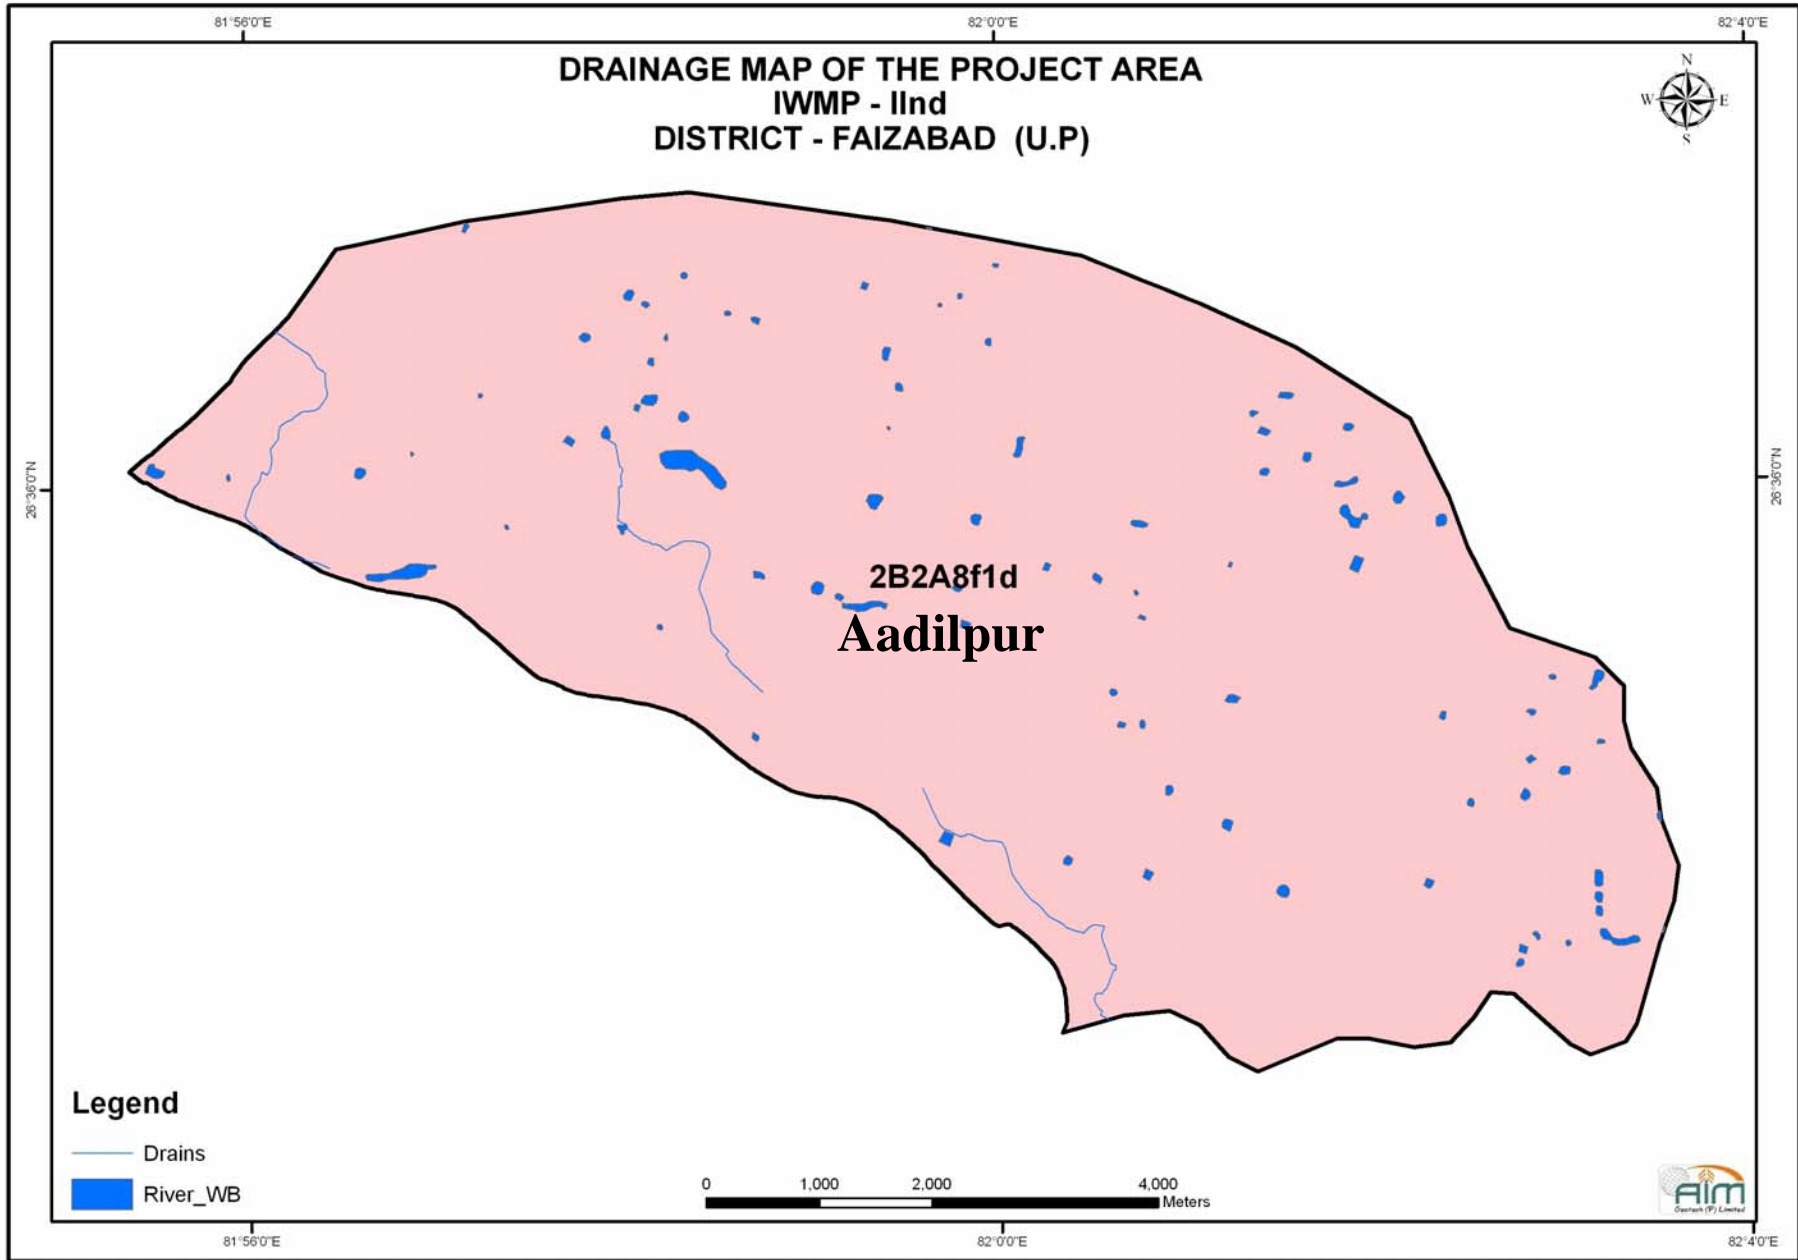 81°56'0"E
82°0'0"E
82°4'0"E
DRAINAGE MAP OF THE PROJECT AREA
IWMP - IInd
DISTRICT - FAIZABAD (U.P)
N
W
E
S
26°36'0"N
26°36'0"N
2B2A8f1d
Aadilpur
Legend
Drains
River_WB
0
1,000
2,000
4,000
Meters
AIM
Geotech (P) Limited
81°56'0"E
82°0'0"E
82°4'0"E